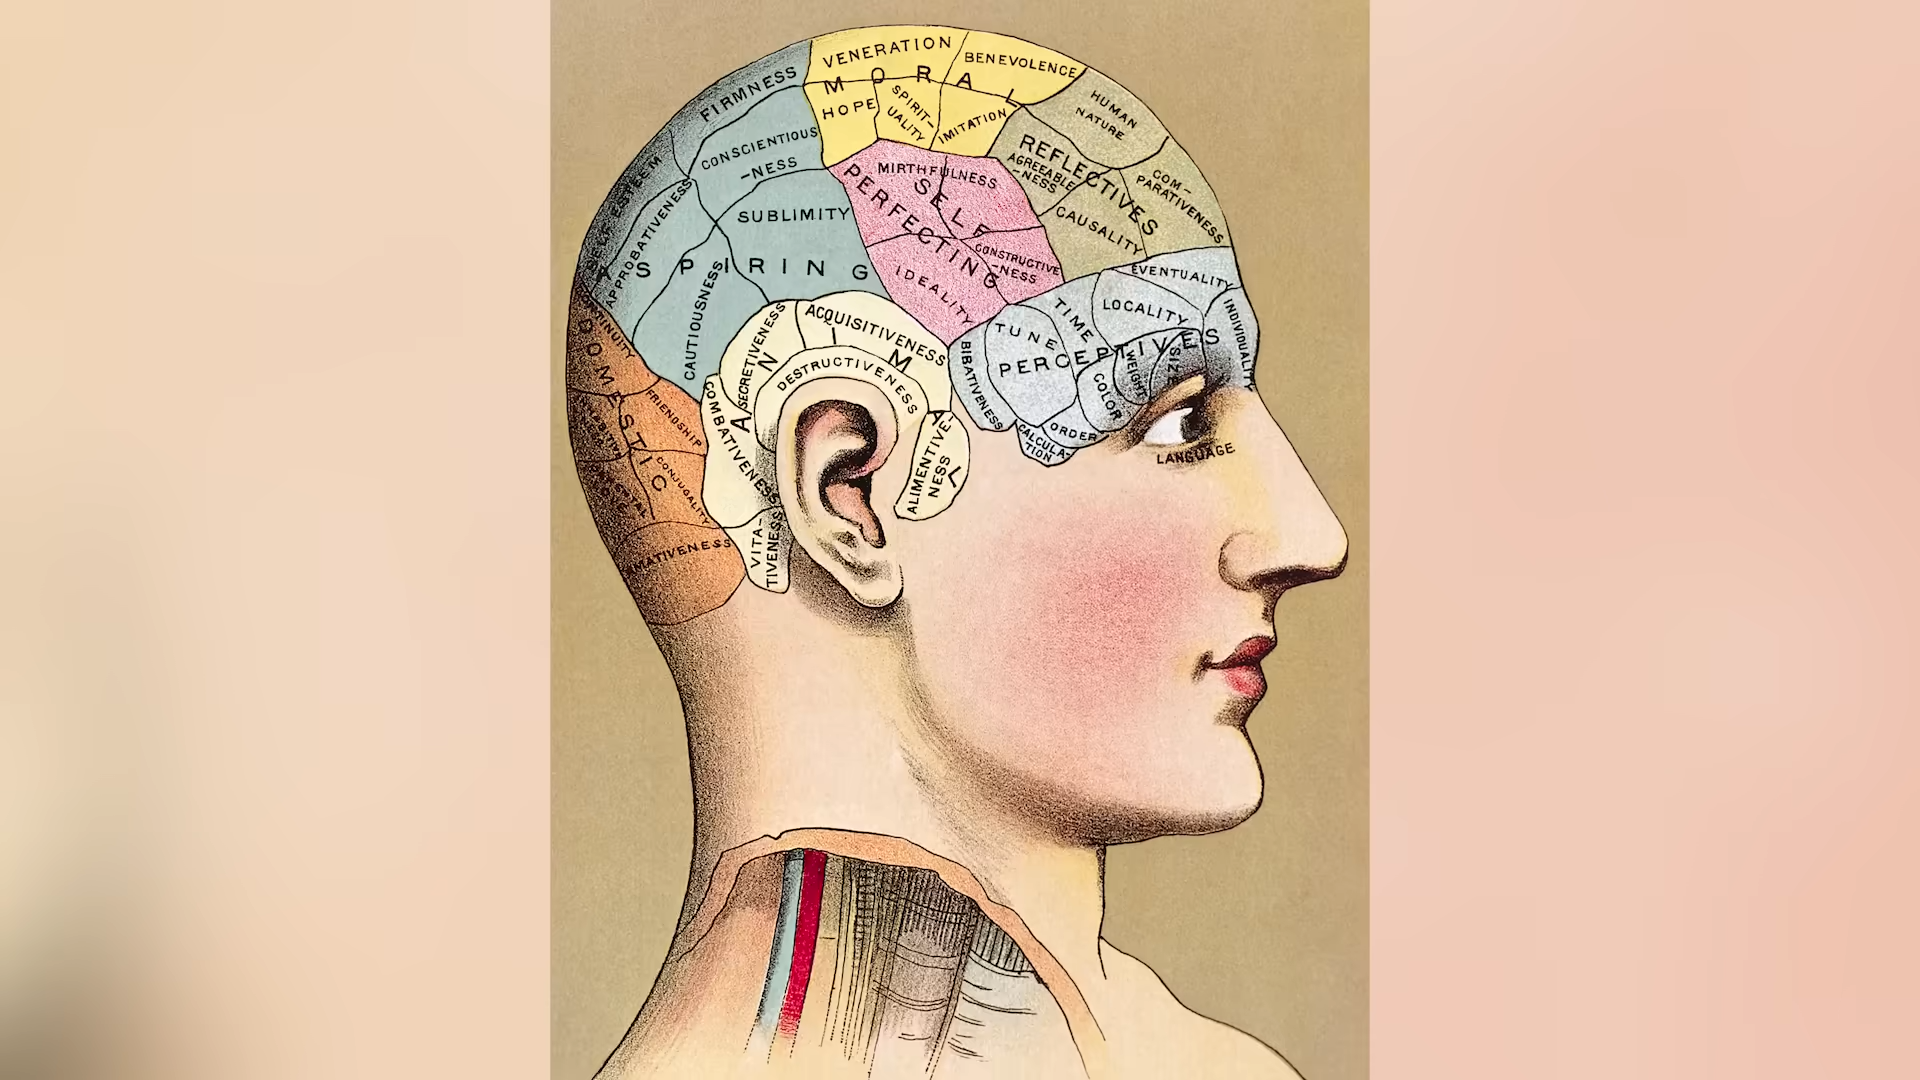 VENERATION
BENEVOLENCE
MORAL
HOPE
SPIRIT-
UALITY
IMITATION
FIRMNESS
CONSCIENTIOUS
-NESS
SELF ESTEEM
APPROBATIVENESS
SUBLIMITY
ASPIRING
CAUTIOUSNESS
MIRTHFULNESS
SELF
PERFECTING
CONSTRUCTIVE
-NESS
IDEALITY
HUMAN
NATURE
REFLECTIVES
AGREEABLE
-NESS
COM-
PARATIVENESS
CAUSALITY
EVENTUALITY
INDIVIDUALITY
LOCALITY
TIME
TUNE
PERCEPTIVES
WEIGHT
SIZE
COLOR
ORDER
CALCULA-
TION
BIBATIVENESS
LANGUAGE
ACQUISITIVENESS
SECRETIVENESS
ANIMAL
DESTRUCTIVENESS
COMBATIVENESS
ALIMENTIVE-
NESS
VITA-
TIVENESS
DOMESTIC
FRIENDSHIP
CONJUGALITY